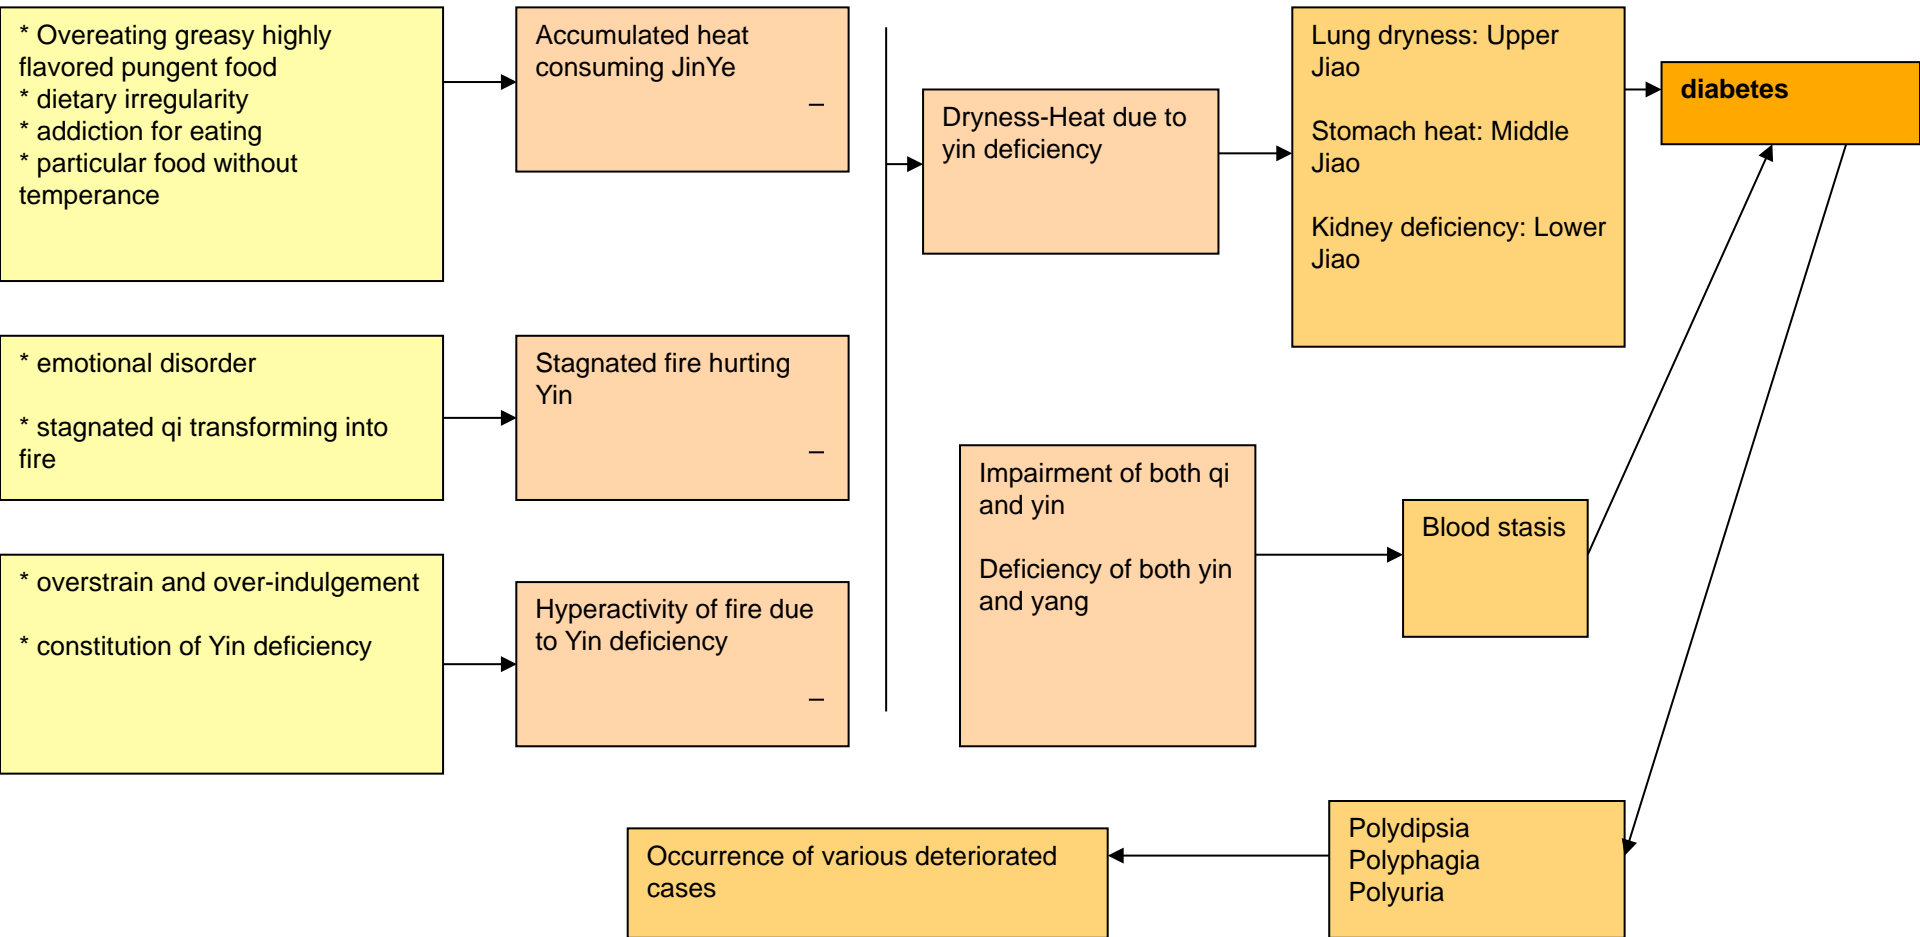 * Overeating greasy highly
flavored pungent food
* dietary irregularity
* addiction for eating
* particular food without
temperance
Accumulated heat
consuming JinYe
_
Dryness-Heat due to
yin deficiency
Lung dryness: Upper
Jiao
Stomach heat: Middle
Jiao
Kidney deficiency: Lower
Jiao
diabetes
* emotional disorder
* stagnated qi transforming into
fire
Stagnated fire hurting
Yin
_
Impairment of both qi
and yin
Deficiency of both yin
and yang
Blood stasis
* overstrain and over-indulgement
* constitution of Yin deficiency
Hyperactivity of fire due
to Yin deficiency
_
Occurrence of various deteriorated
cases
Polydipsia
Polyphagia
Polyuria